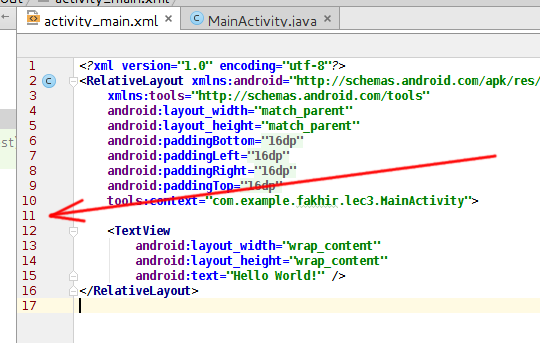 activity_main.xml
activity_main.xml × MainActivity.java ×
1 <?xml version="1.0" encoding="utf-8"?>
2 C <RelativeLayout xmlns:android="http://schemas.android.com/apk/res/
3 xmlns:tools="http://schemas.android.com/tools"
4 android:layout_width="match_parent"
5 android:layout_height="match_parent"
6 android:paddingBottom="16dp"
7 android:paddingLeft="16dp"
8 android:paddingRight="16dp"
9 android:paddingTop="16dp"
10 tools:context="com.example.fakhir.lec3.MainActivity">
11
12 <TextView
13 android:layout_width="wrap_content"
14 android:layout_height="wrap_content"
15 android:text="Hello World!" />
16 </RelativeLayout>
17